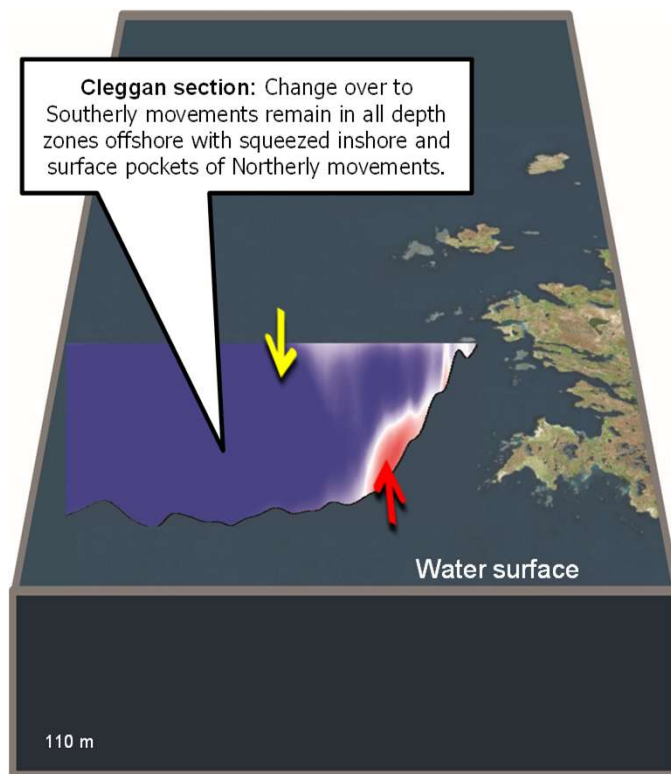 Cleggan section: Change over to
Southerly movements remain in all depth
zones offshore with squeezed inshore and
surface pockets of Northerly movements.
Water surface
110 m